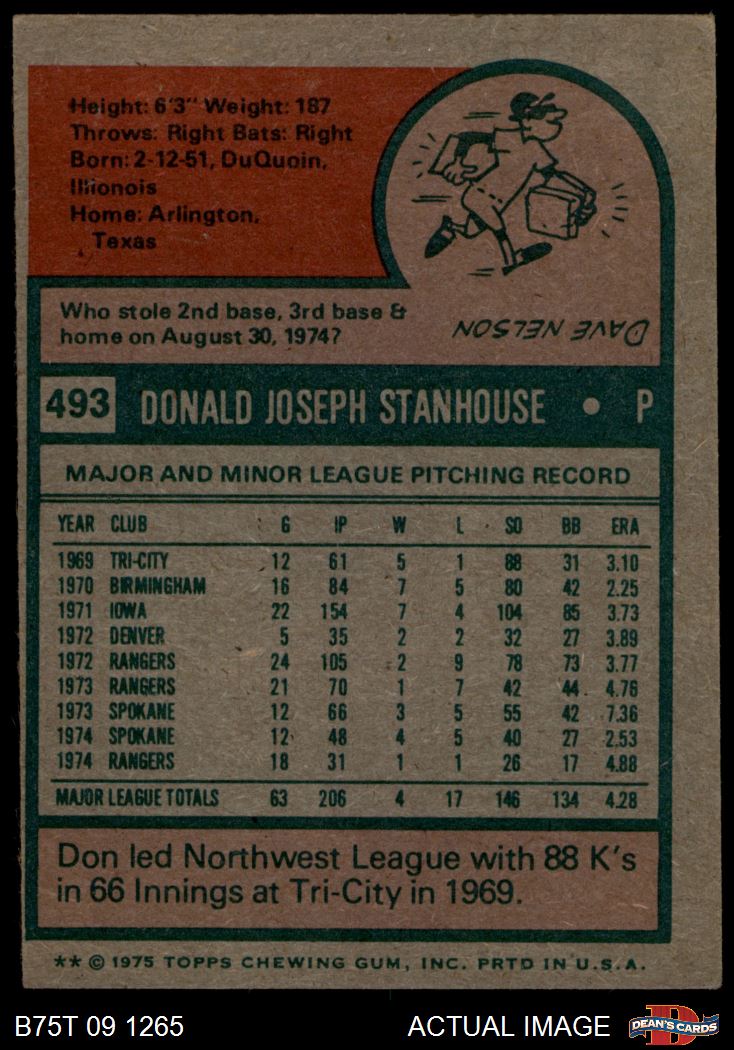 Height: 6'3" Weight: 187
Throws: Right Bats: Right
Born: 2-12-51, DuQuoin,
Illionois
Home: Arlington,
Texas
Who stole 2nd base, 3rd base &
home on August 30, 1974?
DAVE NELSON
493 DONALD JOSEPH STANHOUSE • P
MAJOR AND MINOR LEAGUE PITCHING RECORD
YEAR CLUB G IP W L SO BB ERA
1969 TRI-CITY 12 61 5 1 88 31 3.10
1970 BIRMINGHAM 16 84 7 5 80 42 2.25
1971 IOWA 22 154 7 4 104 85 3.73
1972 DENVER 5 35 2 2 32 27 3.89
1972 RANGERS 24 105 2 9 78 73 3.77
1973 RANGERS 21 70 1 7 42 44 4.76
1973 SPOKANE 12 66 3 5 55 42 7.36
1974 SPOKANE 12 48 4 5 40 27 2.53
1974 RANGERS 18 31 1 1 26 17 4.88
MAJOR LEAGUE TOTALS 63 206 4 17 146 134 4.28
Don led Northwest League with 88 K's
in 66 Innings at Tri-City in 1969.
** © 1975 TOPPS CHEWING GUM, INC. PRTD IN U.S.A.
B75T 09 1265 ACTUAL IMAGE DEAN'S CARDS